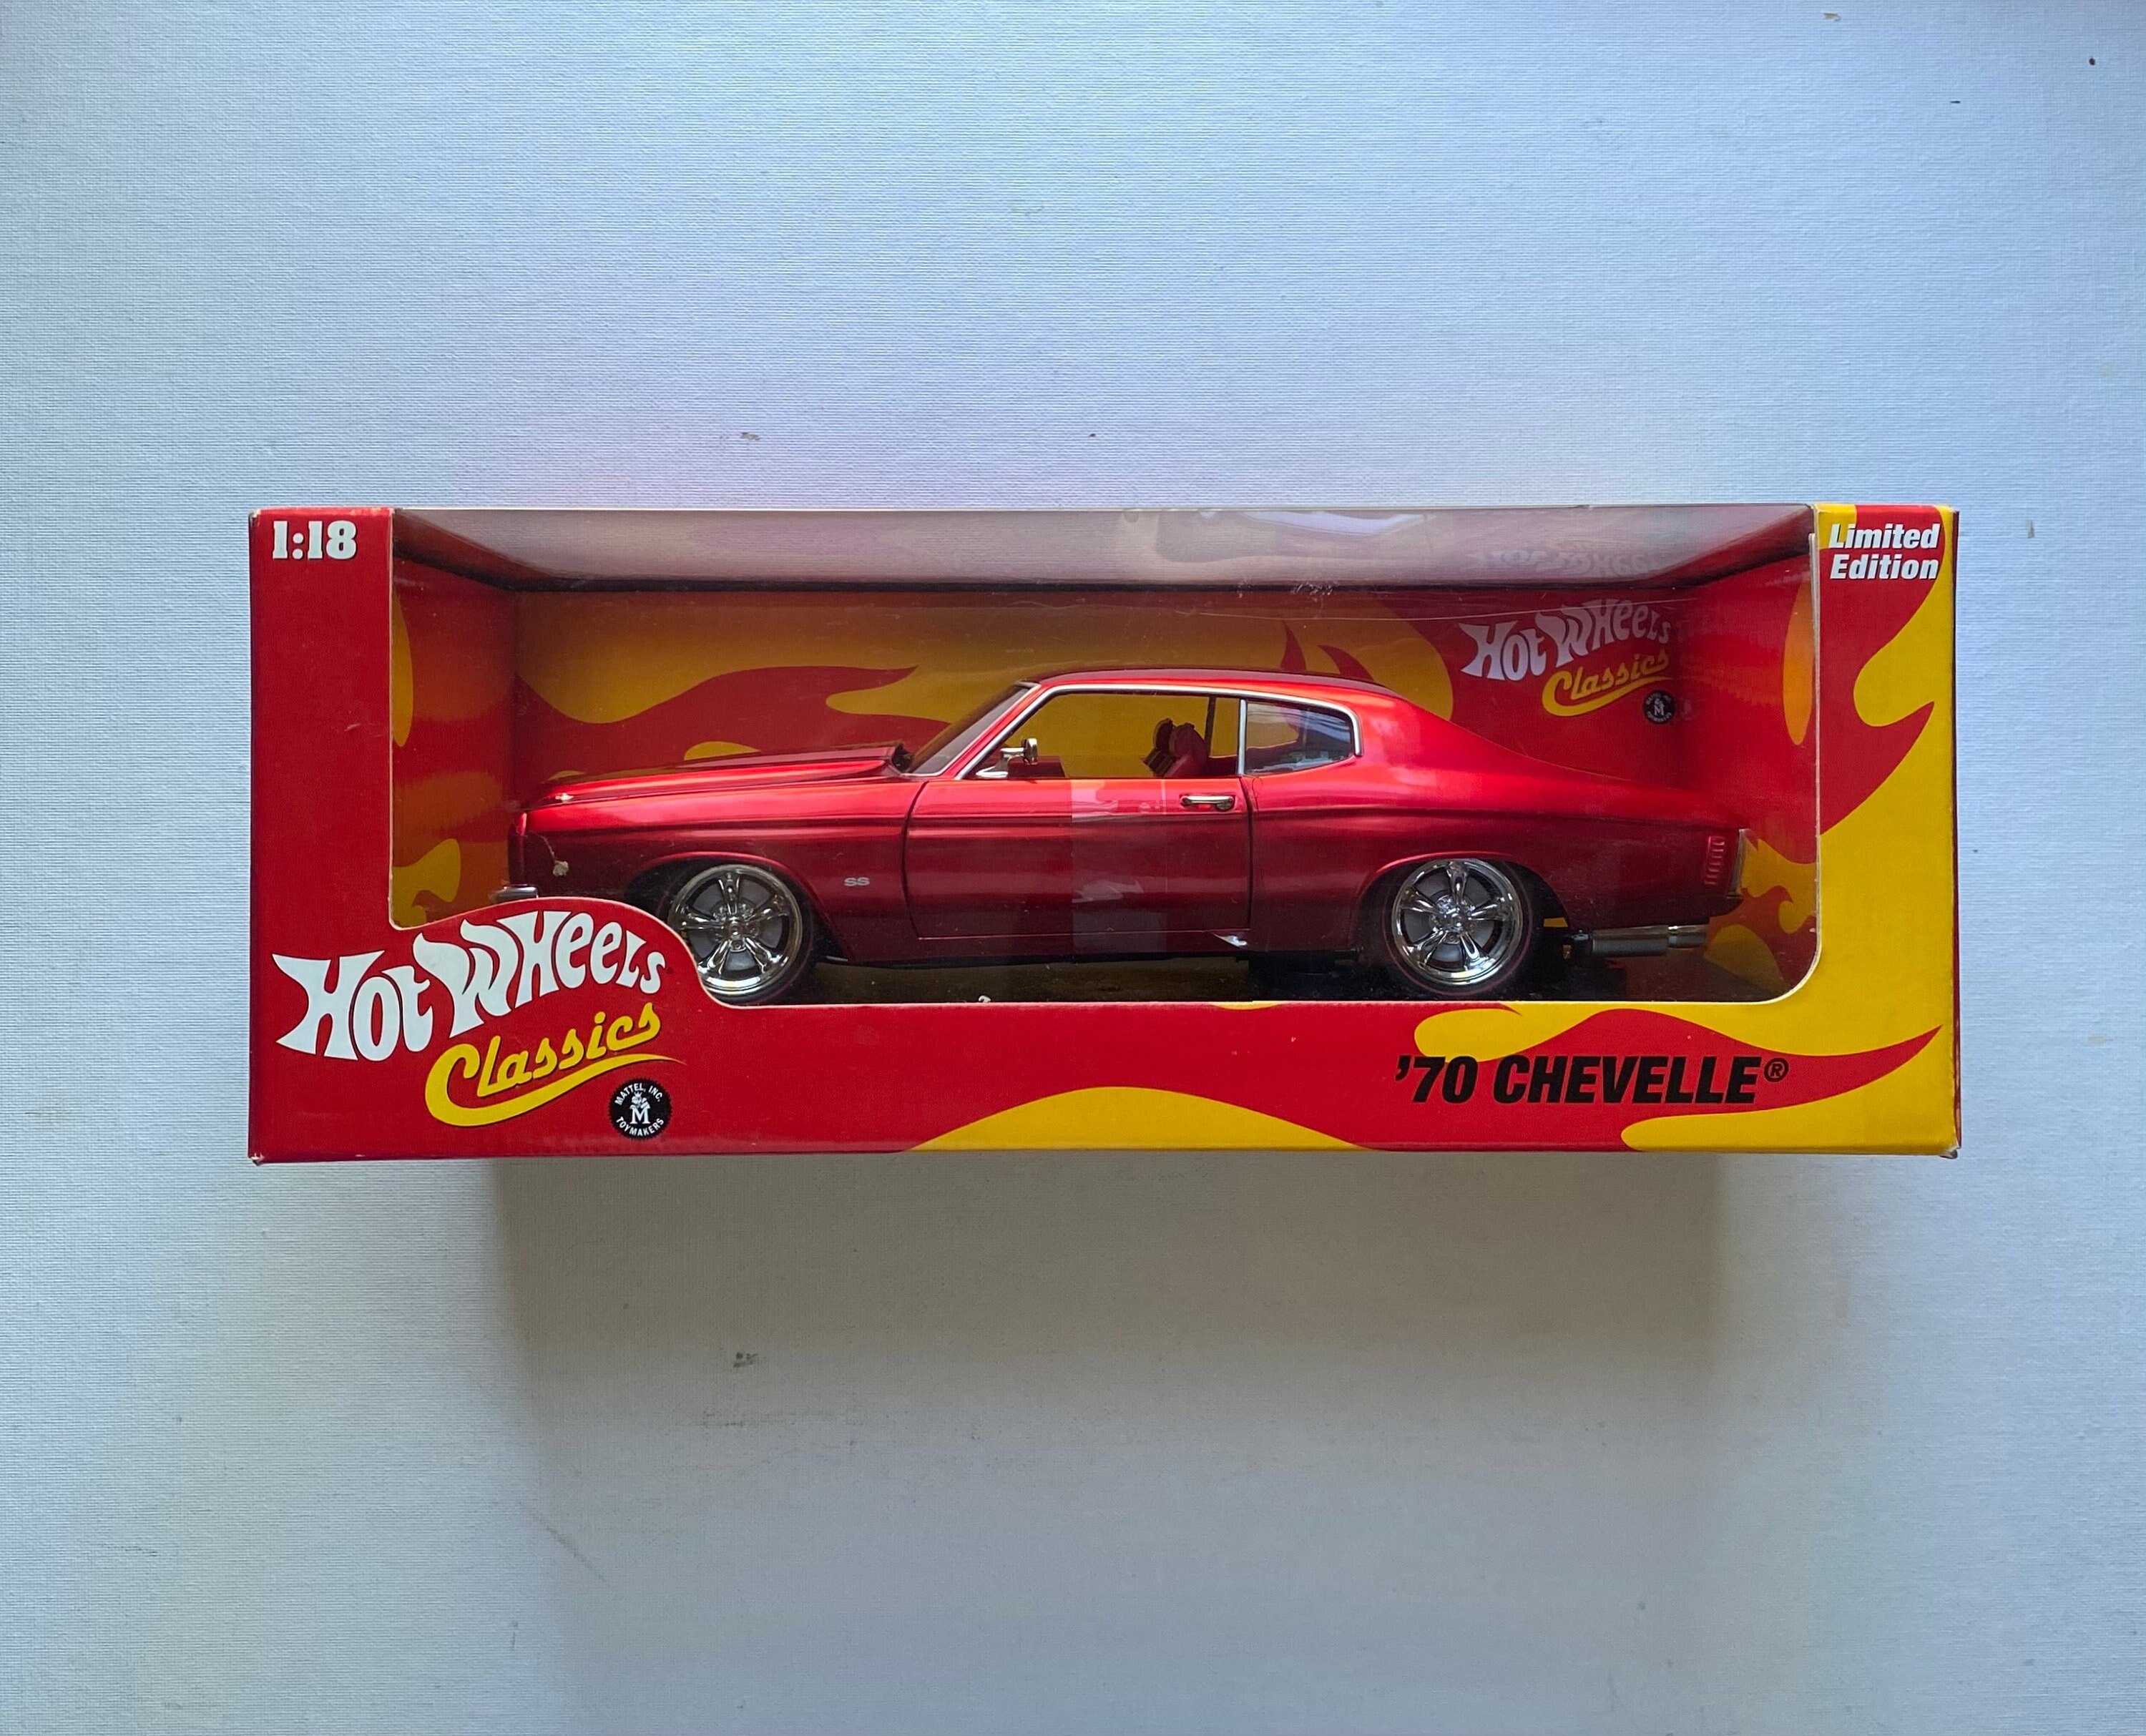 1:18
Limited
Edition
Hot Wheels
Classics
SS
Hot Wheels
Classics
MATTEL, INC.
M
TOYMAKERS
'70 CHEVELLE®